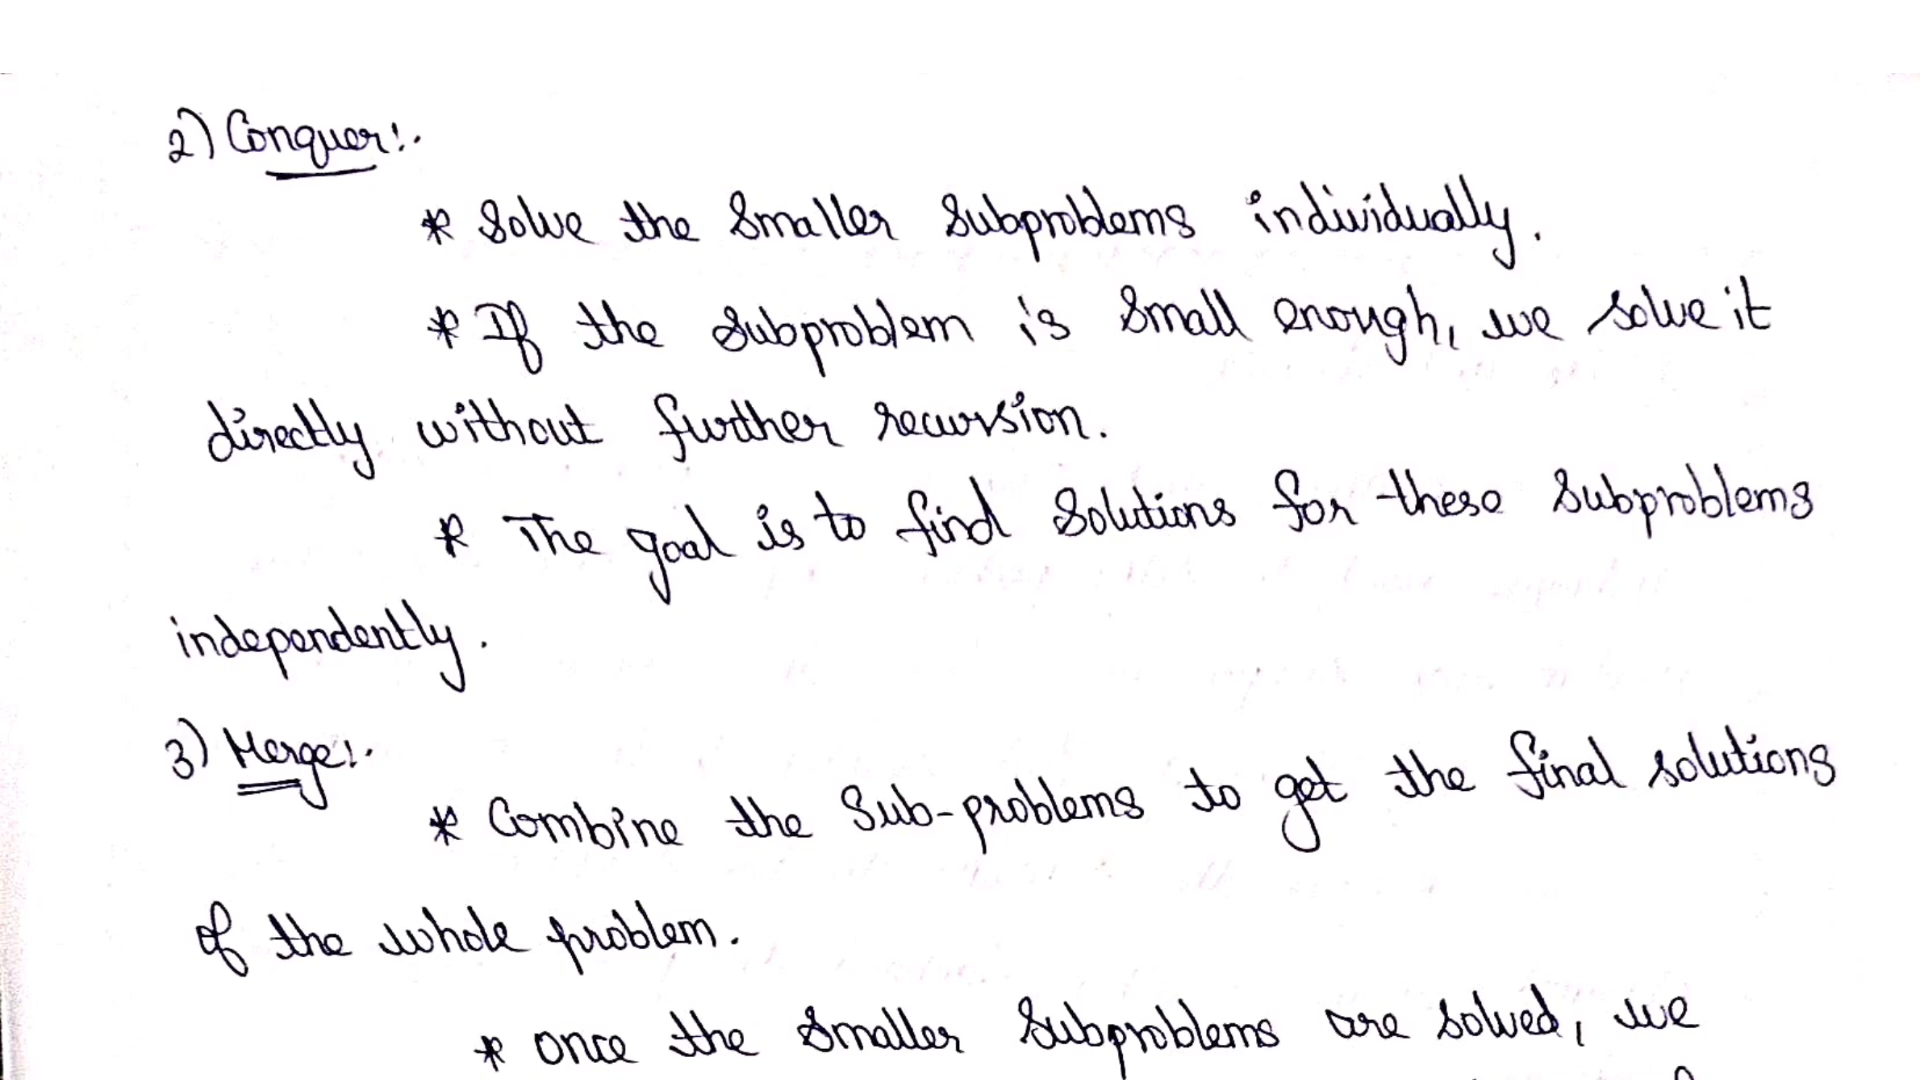 2) Conquer:-
* Solve the Smaller Subproblems individually.
* If the Subproblem is Small enough, we solve it
directly without further recursion.
* The goal is to find Solutions for these Subproblems
independently.
3) Merge:-
* Combine the Sub-problems to get the final solutions
of the whole problem.
* once the Smaller Subproblems are solved, we